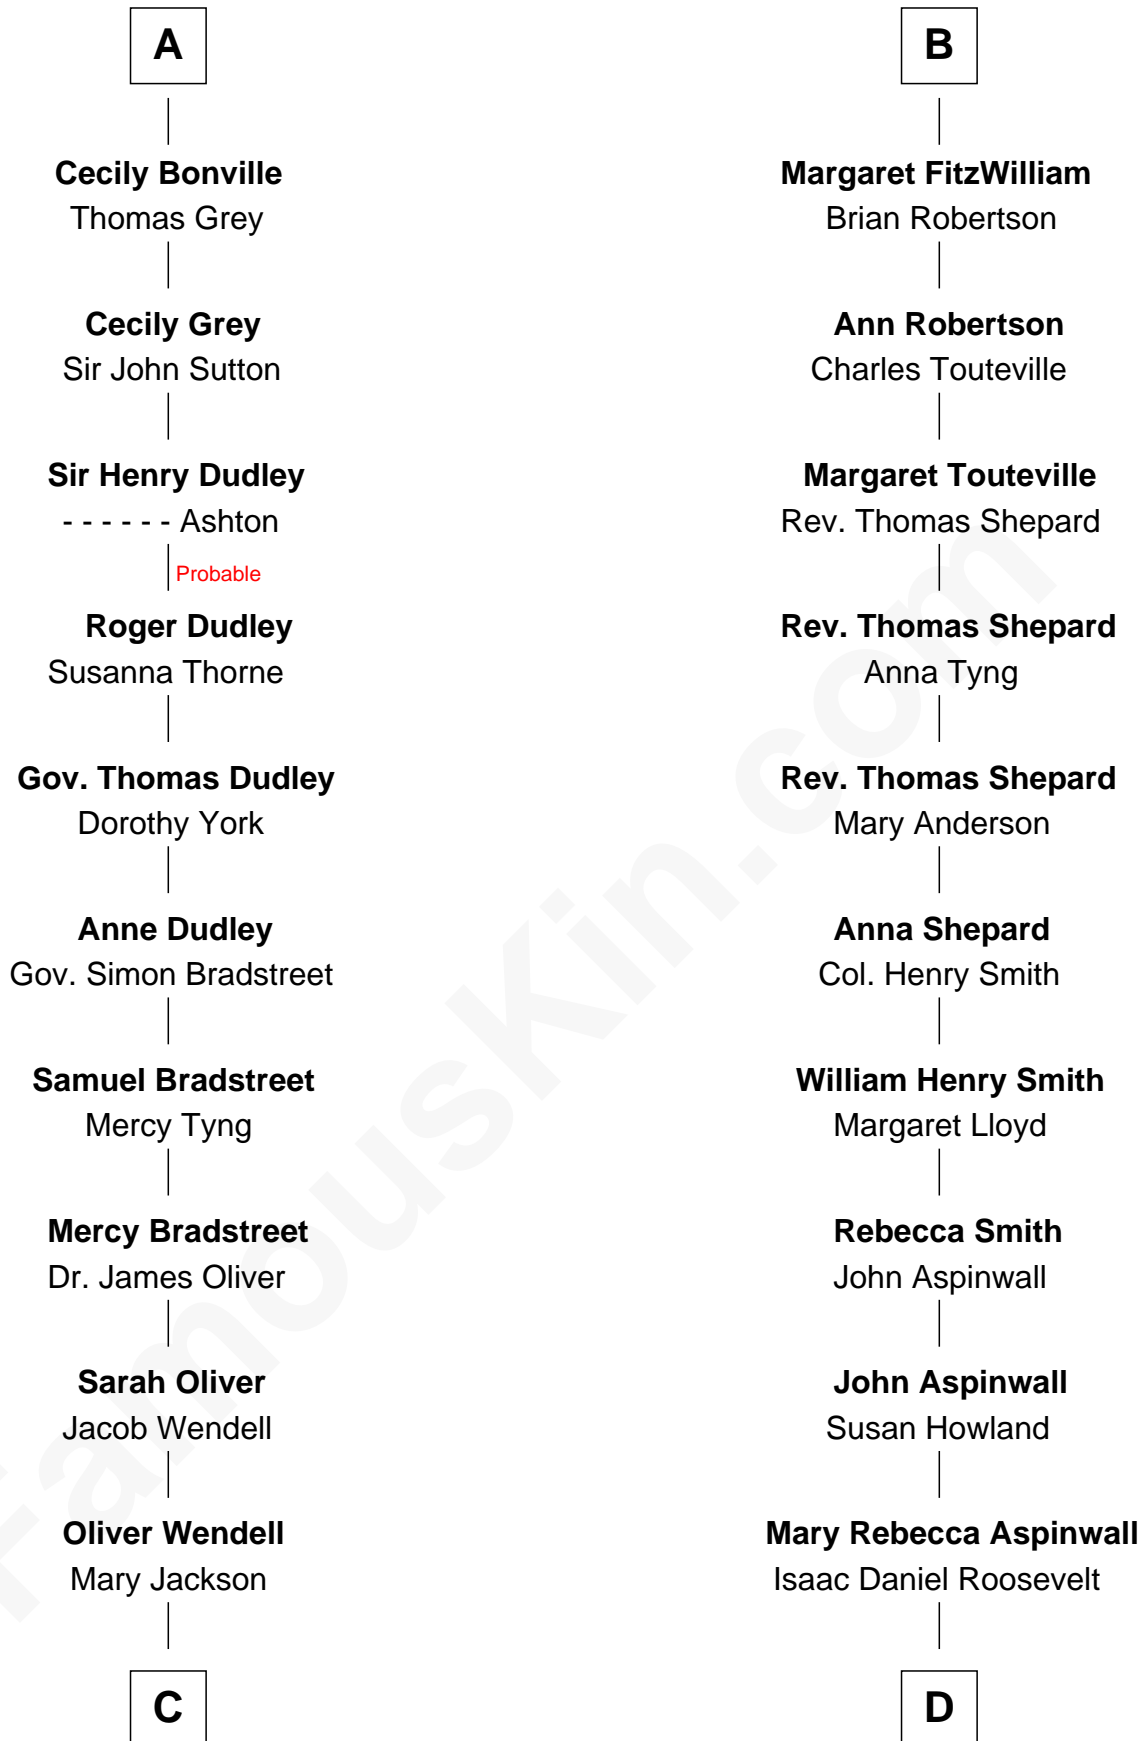 A
Cecily Bonville
Thomas Grey
Cecily Grey
Sir John Sutton
Sir Henry Dudley
- - - - - - Ashton
Probable
Roger Dudley
Susanna Thorne
Gov. Thomas Dudley
Dorothy York
Anne Dudley
Gov. Simon Bradstreet
Samuel Bradstreet
Mercy Tyng
Mercy Bradstreet
Dr. James Oliver
Sarah Oliver
Jacob Wendell
Oliver Wendell
Mary Jackson
C
B
Margaret FitzWilliam
Brian Robertson
Ann Robertson
Charles Touteville
Margaret Touteville
Rev. Thomas Shepard
Rev. Thomas Shepard
Anna Tyng
Rev. Thomas Shepard
Mary Anderson
Anna Shepard
Col. Henry Smith
William Henry Smith
Margaret Lloyd
Rebecca Smith
John Aspinwall
John Aspinwall
Susan Howland
Mary Rebecca Aspinwall
Isaac Daniel Roosevelt
D
FamousKin.com